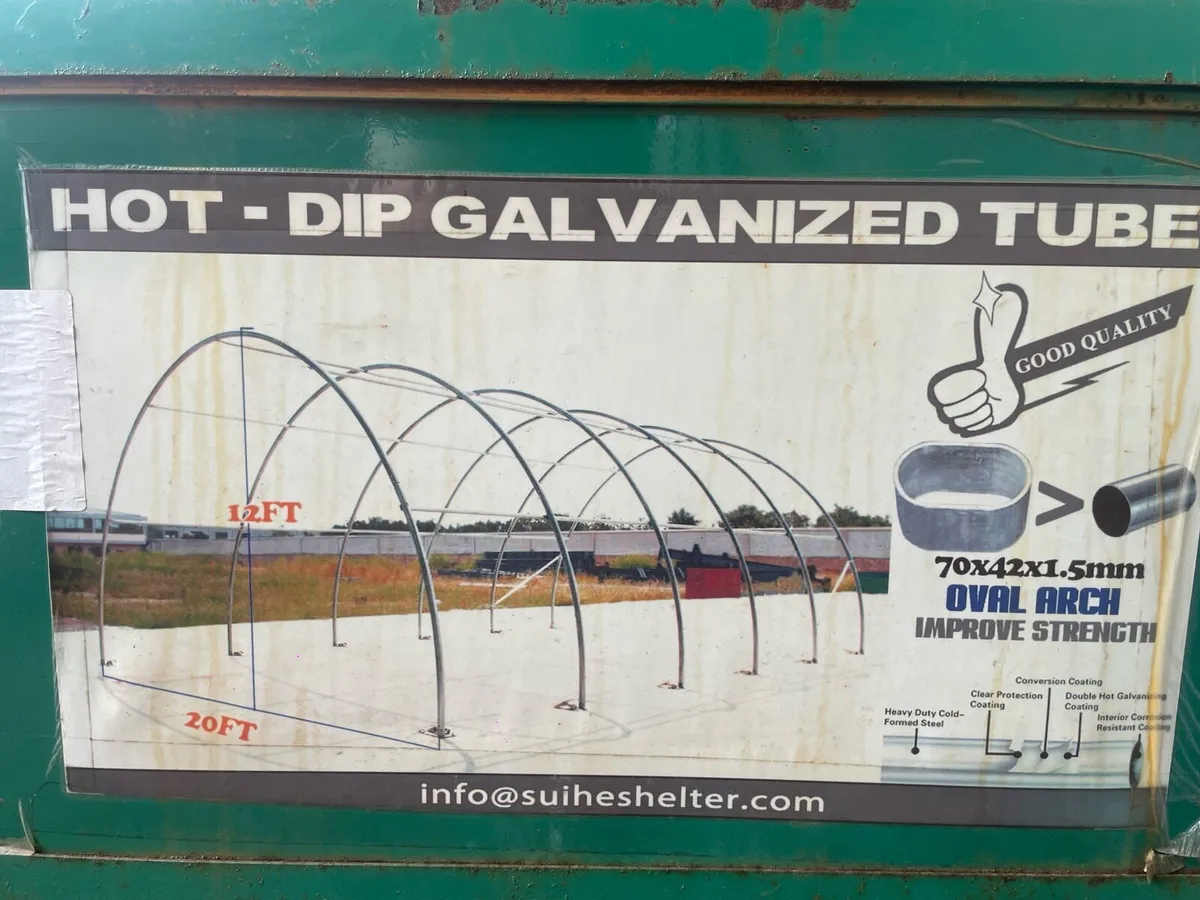 HOT - DIP GALVANIZED TUBE
GOOD QUALITY
12FT
20FT
>
70x42x1.5mm
OVAL ARCH
IMPROVE STRENGTH
Conversion Coating
Clear Protection
Coating
Double Hot Galvanizing
Coating
Heavy Duty Cold-
Formed Steel
Interior Corrosion
Resistant Coating
info@suiheshelter.com